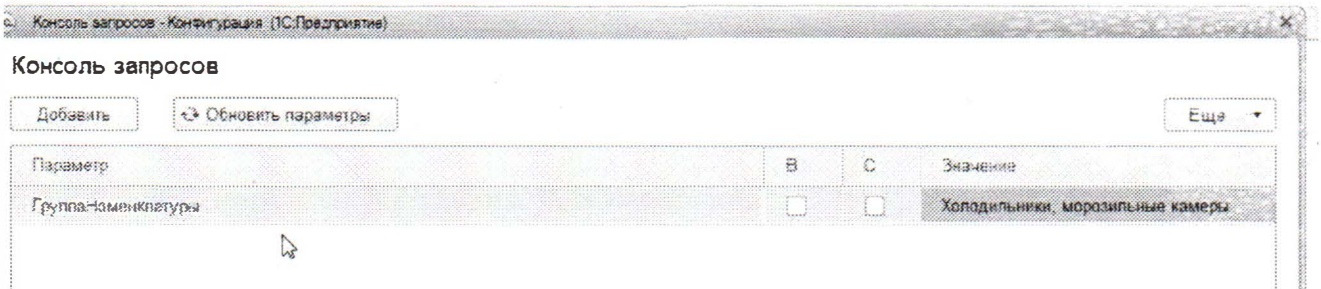 Консоль запросов - Конфигурация (1С:Предприятие)
Консоль запросов
Добавить Обновить параметры Еще
Параметр В С Значение
ГруппаНоменклатуры Холодильники, морозильные камеры